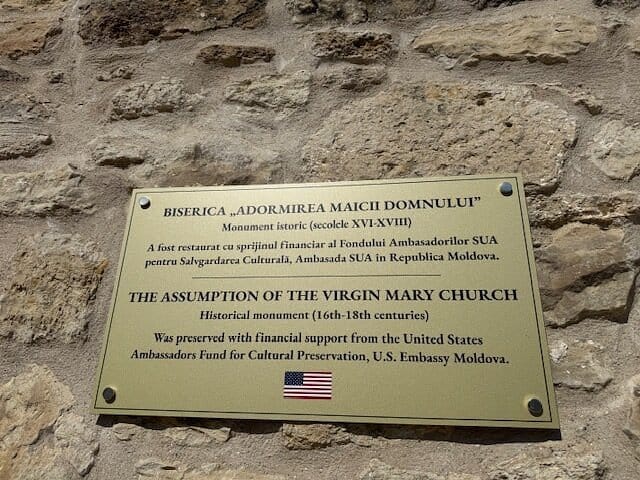 BISERICA „ADORMIREA MAICII DOMNULUI”
Monument istoric (secolele XVI-XVIII)
A fost restaurat cu sprijinul financiar al Fondului Ambasadorilor SUA
pentru Salvgardarea Culturală, Ambasada SUA în Republica Moldova.
THE ASSUMPTION OF THE VIRGIN MARY CHURCH
Historical monument (16th-18th centuries)
Was preserved with financial support from the United States
Ambassadors Fund for Cultural Preservation, U.S. Embassy Moldova.